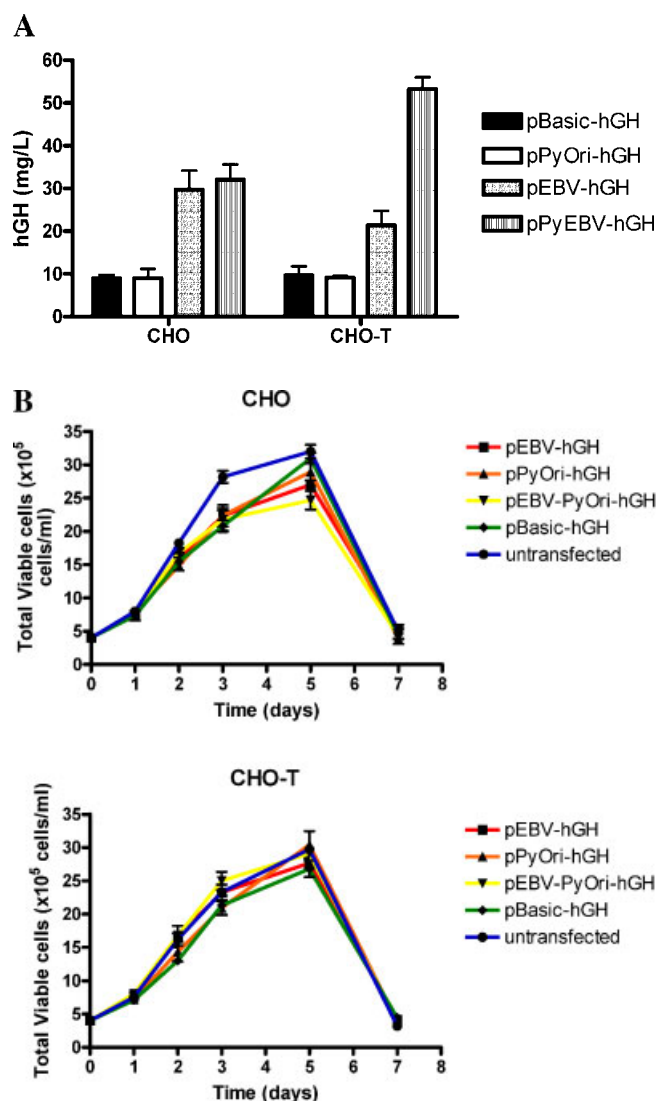 A
hGH (mg/L)
60
50
40
30
20
10
0
CHO
CHO-T
pBasic-hGH
pPyOri-hGH
pEBV-hGH
pPyEBV-hGH
B
CHO
Total Viable cells (x10⁵
cells/ml)
35
30
25
20
15
10
5
0
0 1 2 3 4 5 6 7 8
Time (days)
pEBV-hGH
pPyOri-hGH
pEBV-PyOri-hGH
pBasic-hGH
untransfected
CHO-T
Total Viable cells (x10⁵ cells/ml)
35
30
25
20
15
10
5
0
0 1 2 3 4 5 6 7 8
Time (days)
pEBV-hGH
pPyOri-hGH
pEBV-PyOri-hGH
pBasic-hGH
untransfected